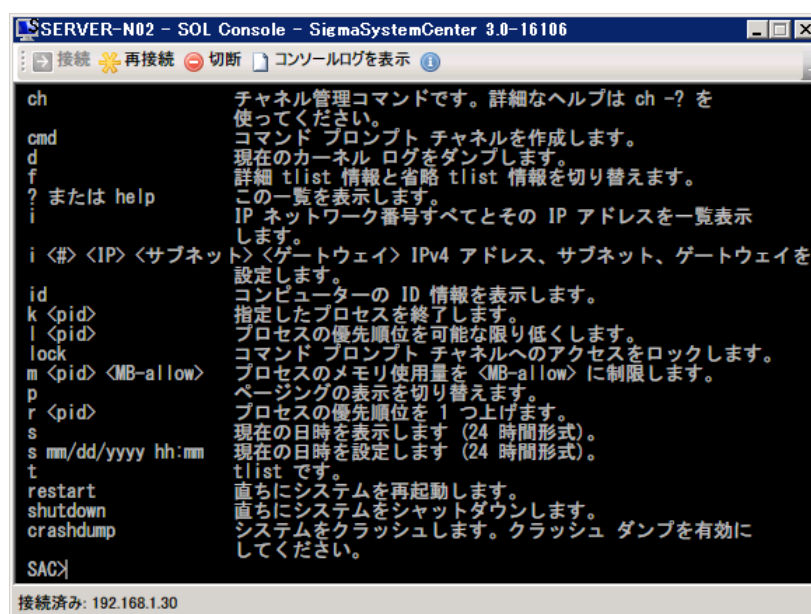 SERVER-N02 - SOL Console - SigmaSystemCenter 3.0-16106
接続 再接続 切断 コンソールログを表示
ch チャネル管理コマンドです。詳細なヘルプは ch -? を
使ってください。
cmd コマンド プロンプト チャネルを作成します。
d 現在のカーネル ログをダンプします。
f 詳細 tlist 情報と省略 tlist 情報を切り替えます。
? または help この一覧を表示します。
i IP ネットワーク番号すべてとその IP アドレスを一覧表示
します。
i <#> <IP> <サブネット> <ゲートウェイ> IPv4 アドレス、サブネット、ゲートウェイを
設定します。
id コンピューターの ID 情報を表示します。
k <pid> 指定したプロセスを終了します。
l <pid> プロセスの優先順位を可能な限り低くします。
lock コマンド プロンプト チャネルへのアクセスをロックします。
m <pid> <MB-allow> プロセスのメモリ使用量を <MB-allow> に制限します。
p ページングの表示を切り替えます。
r <pid> プロセスの優先順位を 1 つ上げます。
s 現在の日時を表示します (24 時間形式)。
s mm/dd/yyyy hh:mm 現在の日時を設定します (24 時間形式)。
t tlist です。
restart 直ちにシステムを再起動します。
shutdown 直ちにシステムをシャットダウンします。
crashdump システムをクラッシュします。クラッシュ ダンプを有効に
してください。
SAC>
接続済み: 192.168.1.30